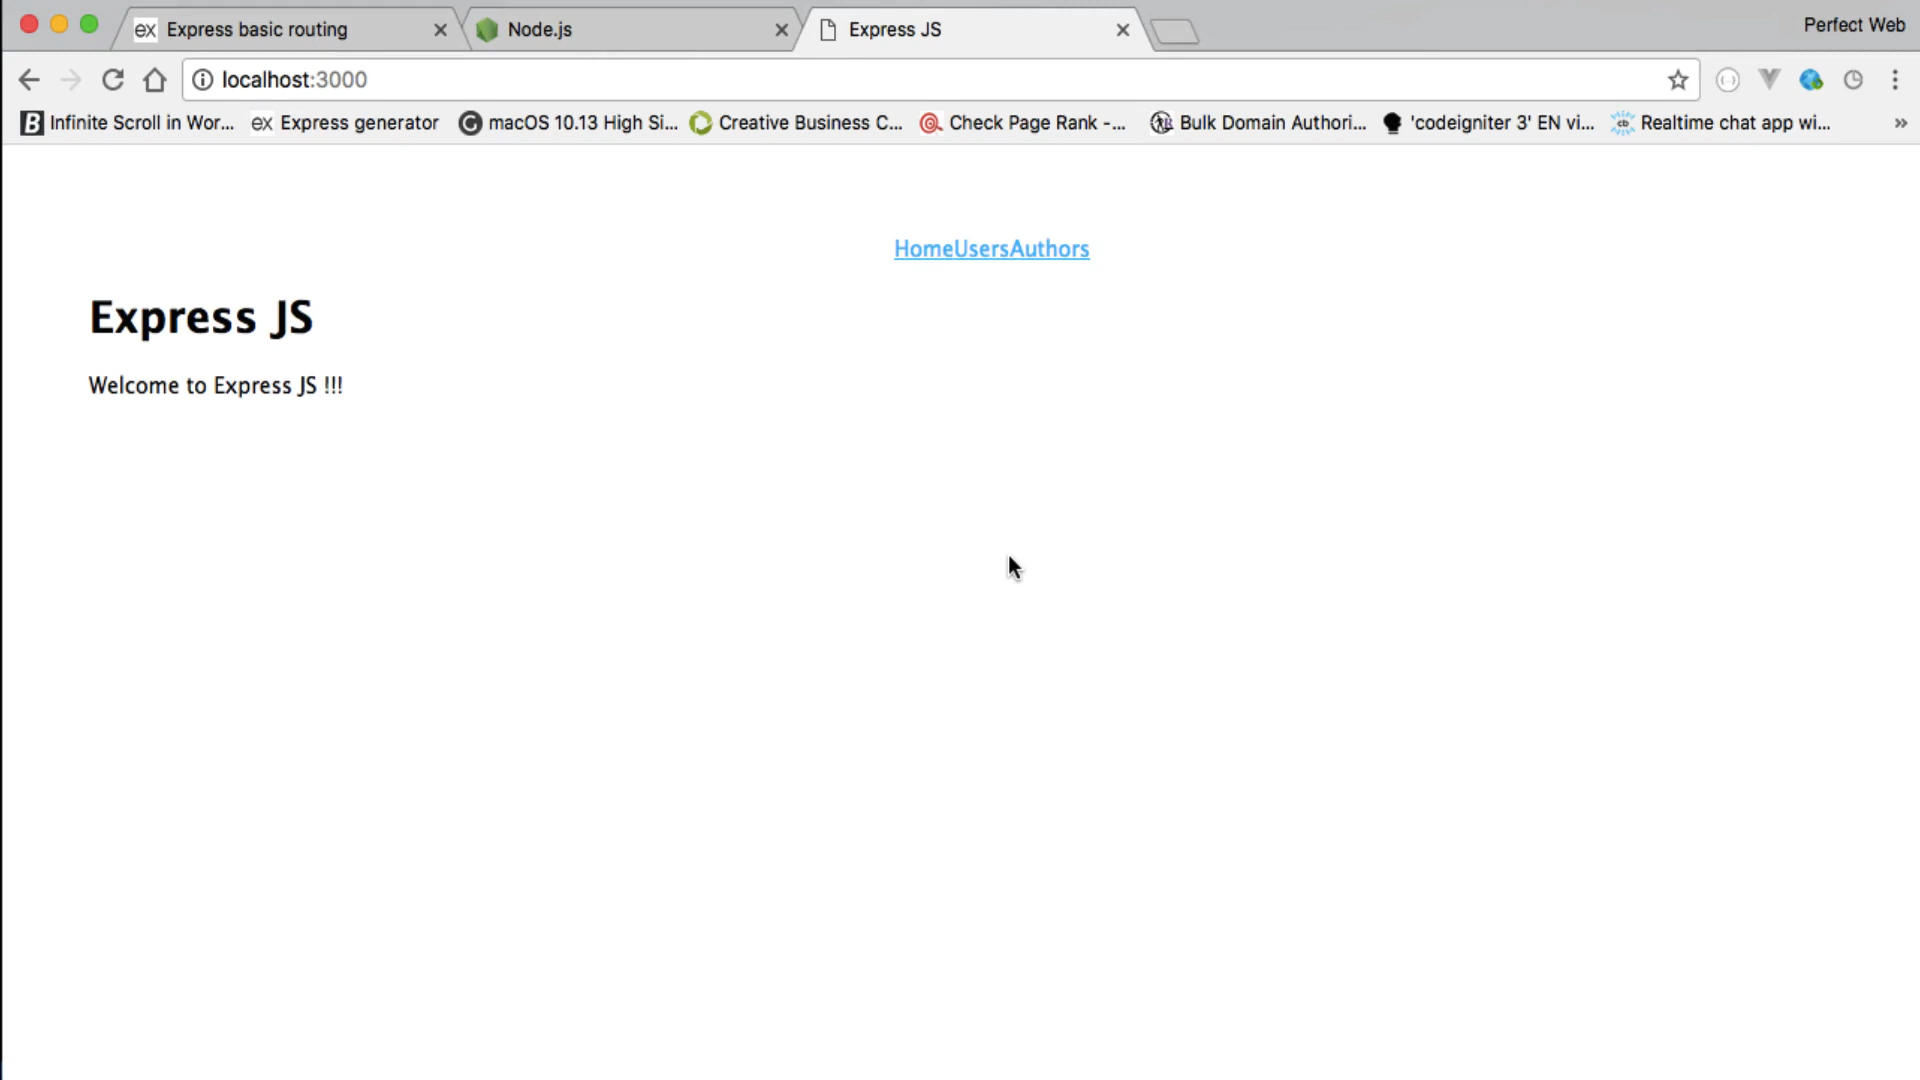 Express basic routing
Node.js
Express JS
Perfect Web
localhost:3000
Infinite Scroll in Wor...
Express generator
macOS 10.13 High Si...
Creative Business C...
Check Page Rank -...
Bulk Domain Authori...
'codeigniter 3' EN vi...
Realtime chat app wi...
HomeUsersAuthors
Express JS
Welcome to Express JS !!!